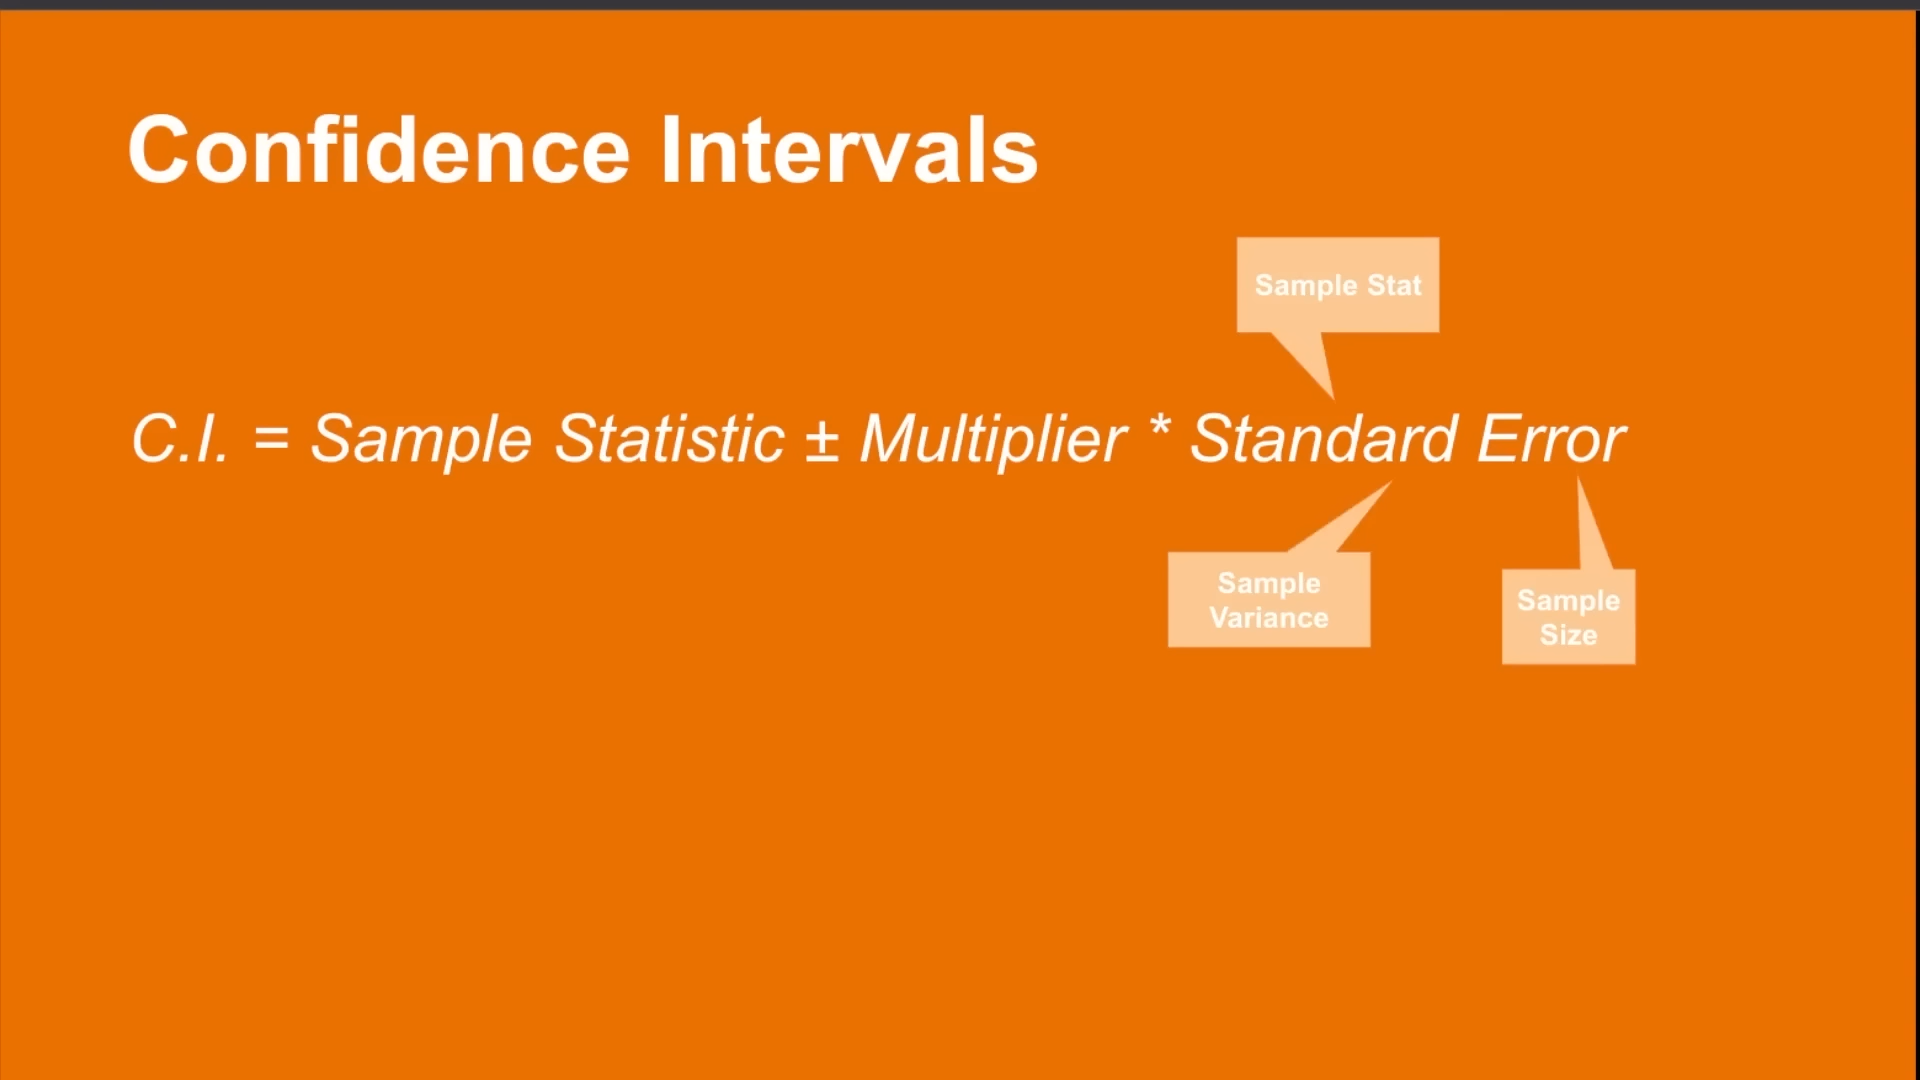 Confidence Intervals
Sample Stat
C.I. = Sample Statistic ± Multiplier * Standard Error
Sample
Variance
Sample
Size